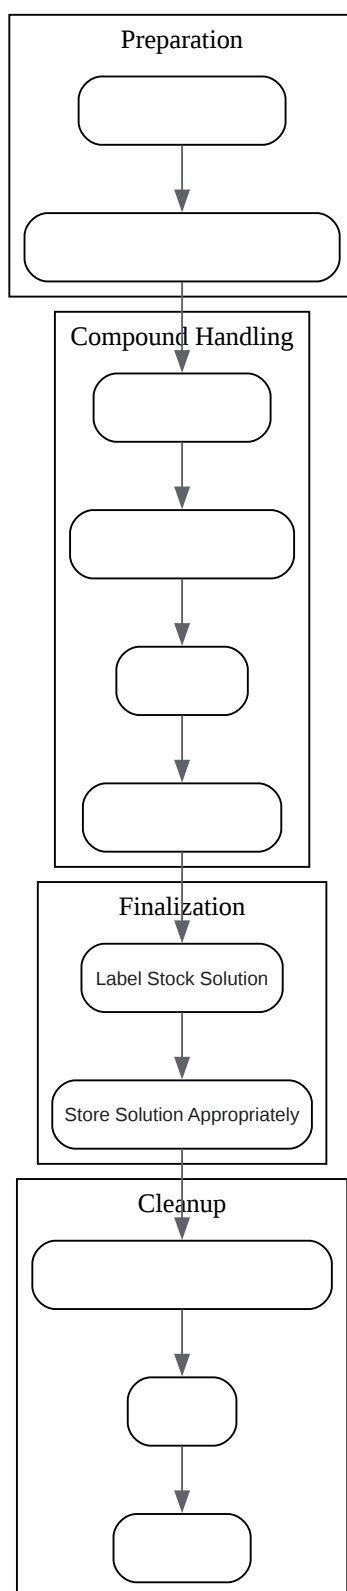 Preparation
Compound Handling
Finalization
Label Stock Solution
Store Solution Appropriately
Cleanup